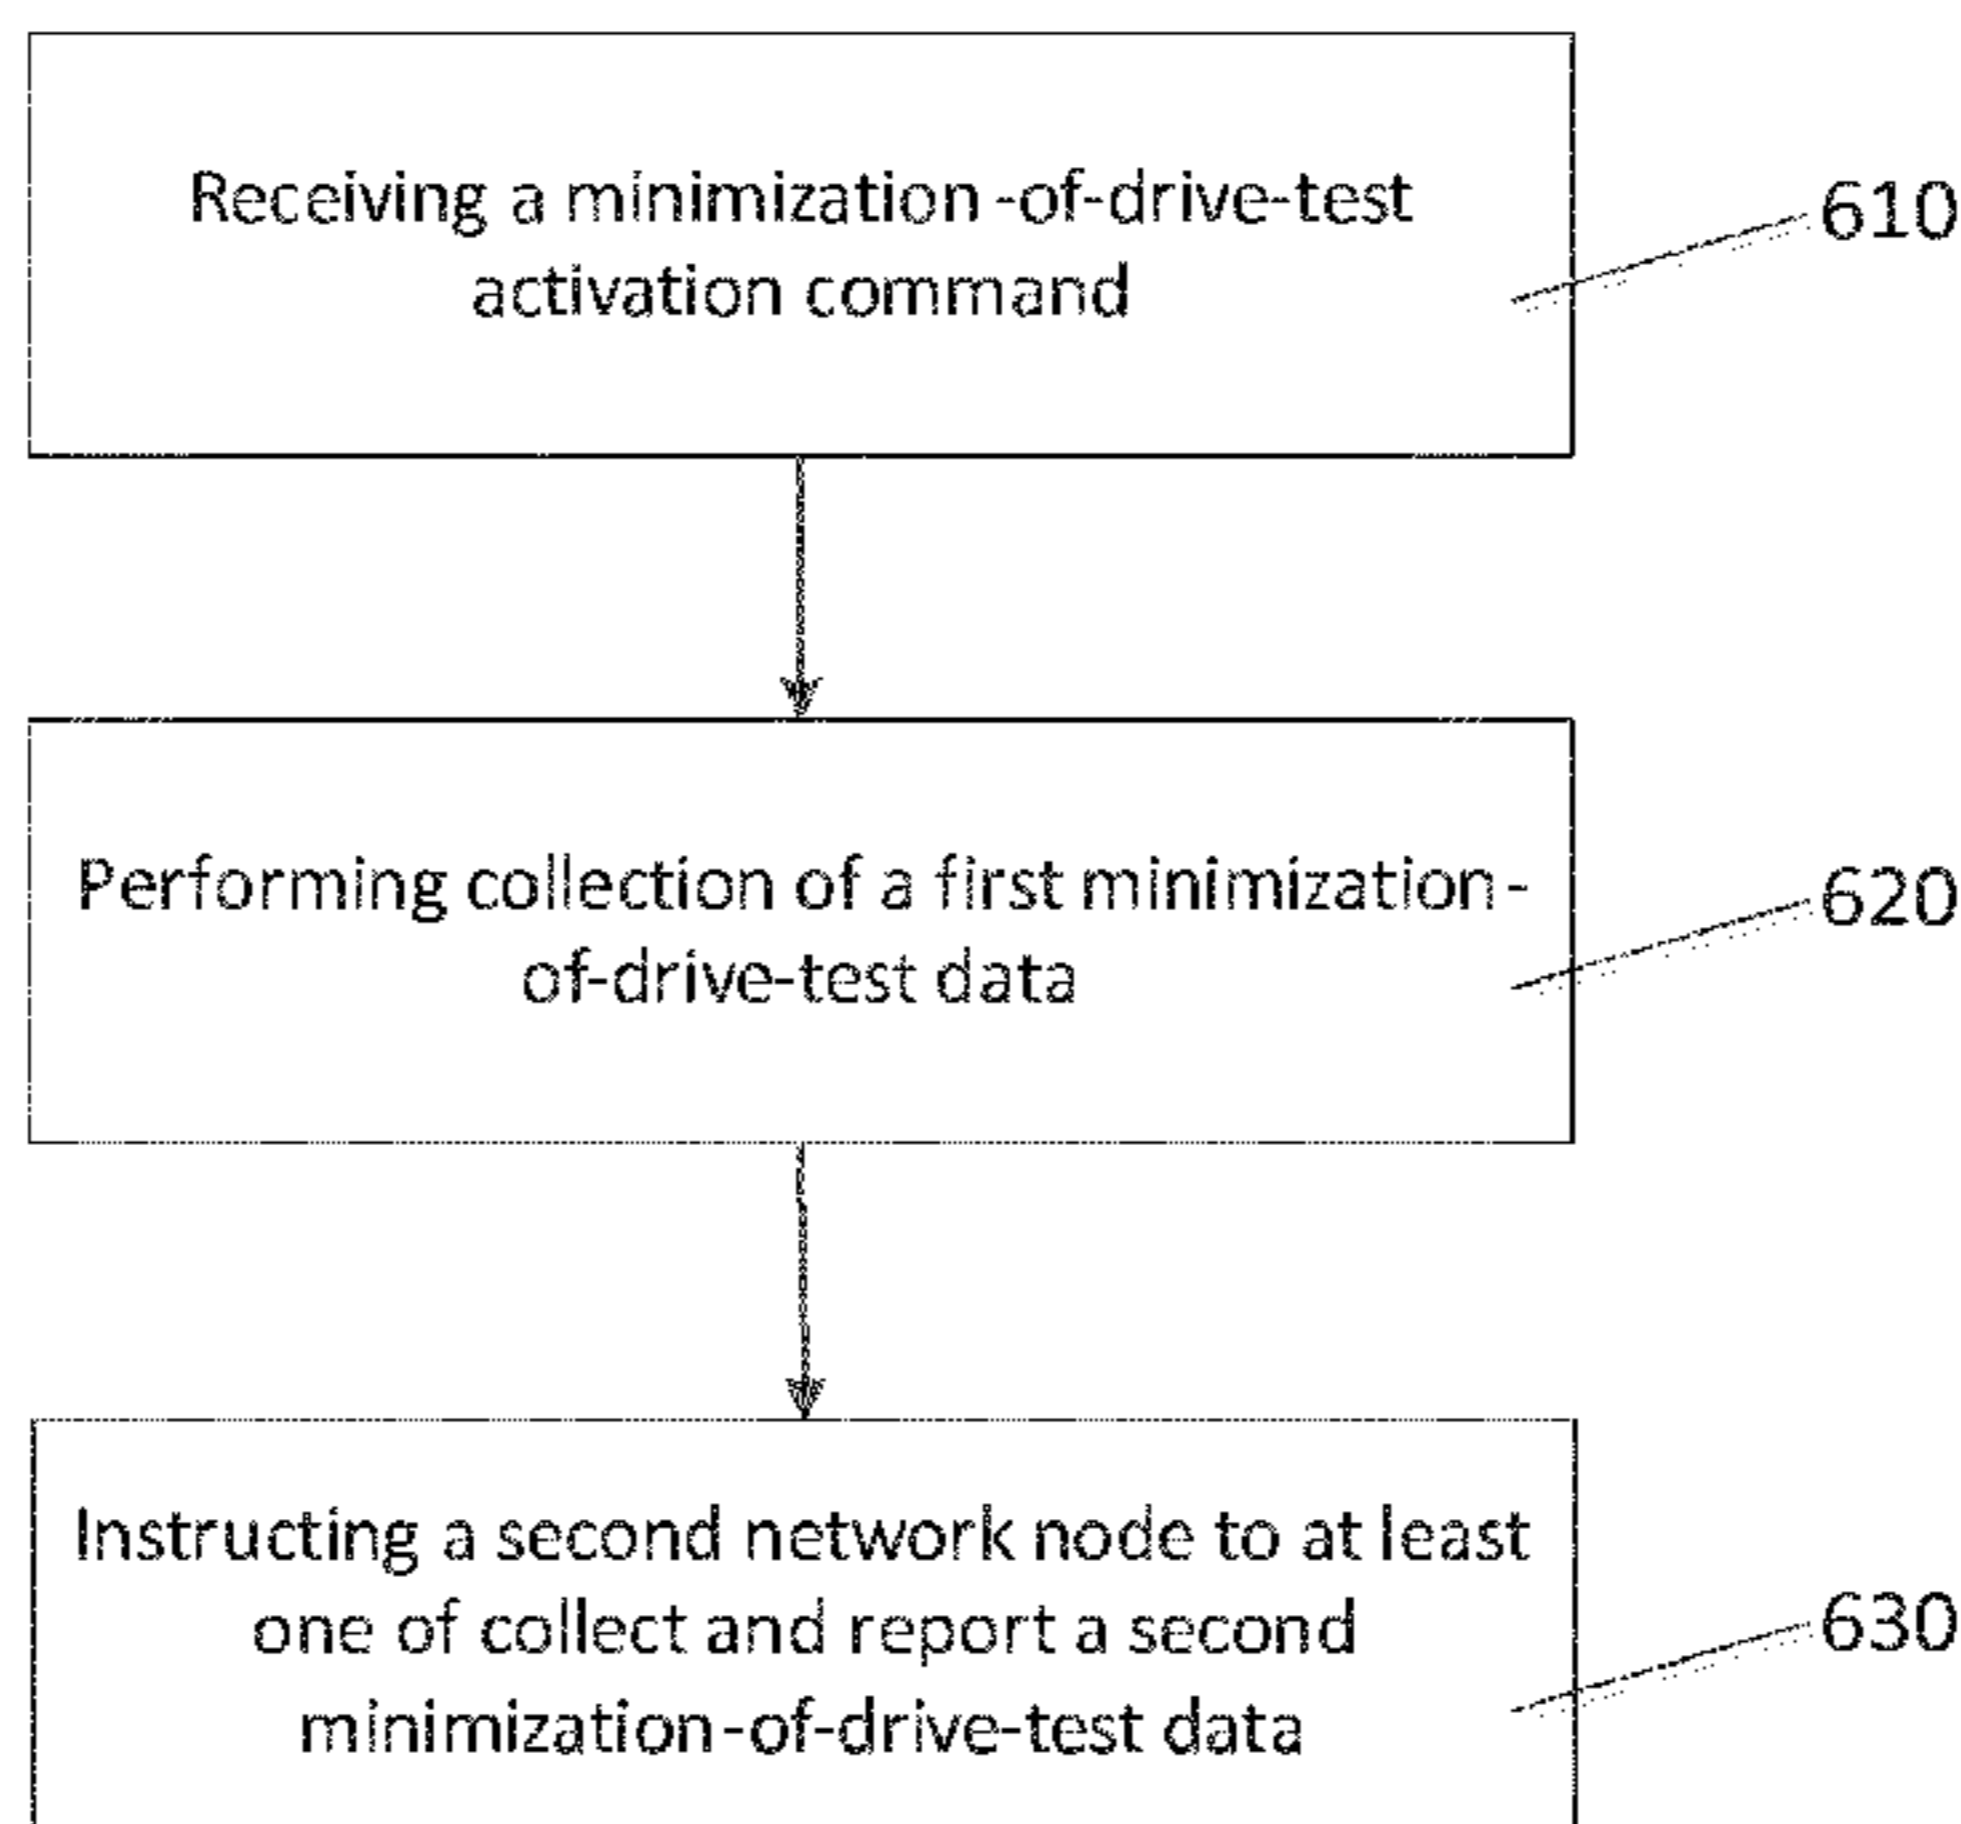 Receiving a minimization -of-drive-test
activation command
610
Performing collection of a first minimization -
of-drive-test data
620
Instructing a second network node to at least
one of collect and report a second
minimization-of-drive-test data
630